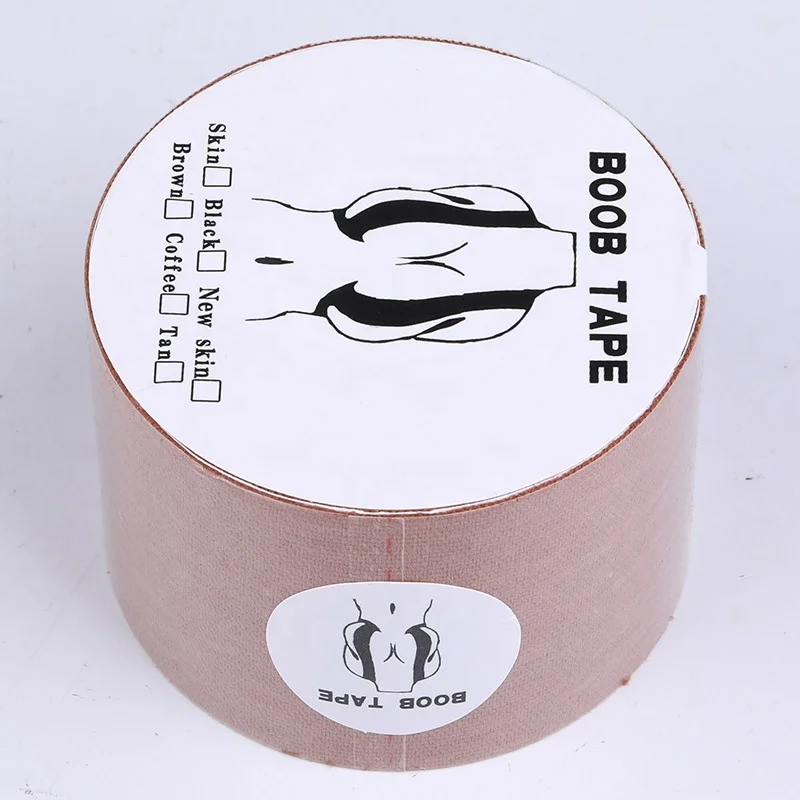 BOOB TAPE
Skin□ Black□ New skin□
Brown□ Coffee□ Tan□
BOOB TAPE